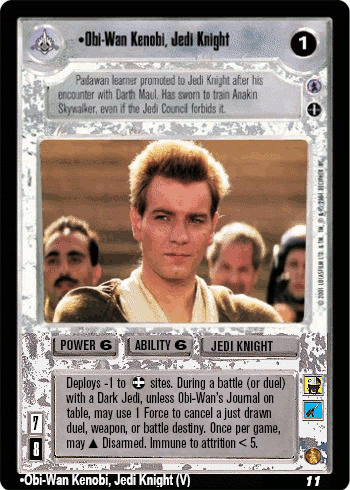 •Obi-Wan Kenobi, Jedi Knight
1
Padawan learner promoted to Jedi Knight after his
encounter with Darth Maul. Has sworn to train Anakin
Skywalker, even if the Jedi Council forbids it.
POWER 6
ABILITY 6
JEDI KNIGHT
Deploys -1 to sites. During a battle (or duel)
with a Dark Jedi, unless Obi-Wan's Journal on
table, may use 1 Force to cancel a just drawn
duel, weapon, or battle destiny. Once per game,
may ▲ Disarmed. Immune to attrition < 5.
7
8
•Obi-Wan Kenobi, Jedi Knight (V)
11